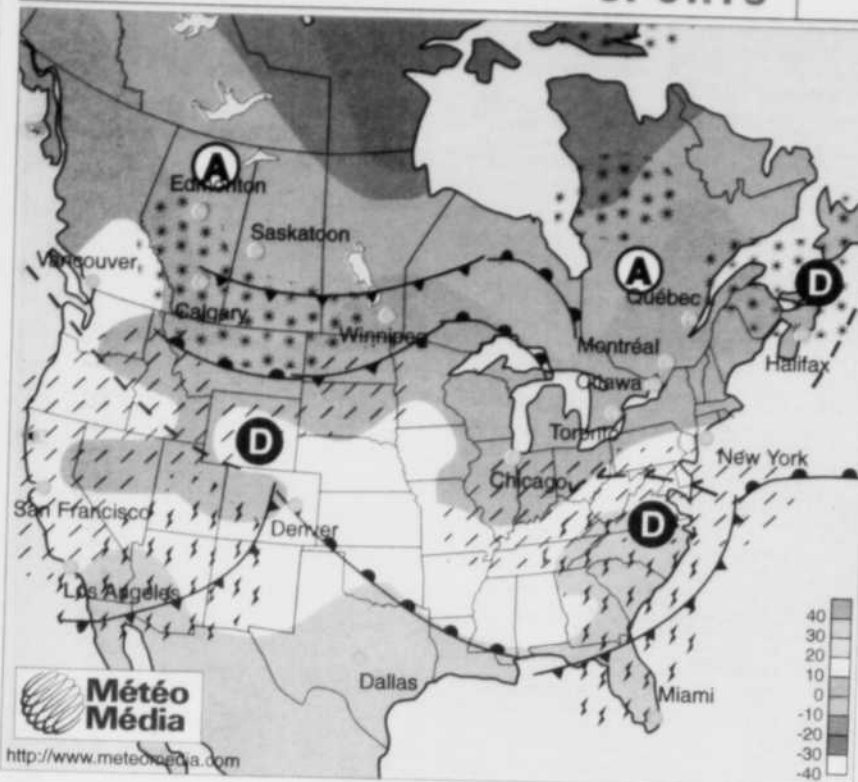 SPORTS
A
Edmonton
Saskatoon
Vancouver
Calgary
Winnipeg
A
Québec
D
Montréal
Halifax
Ottawa
Toronto
D
New York
Chicago
San Francisco
Denver
D
Los Angeles
Dallas
Miami
40
30
20
10
0
-10
-20
-30
-40
Météo
Média
http://www.meteomedia.com